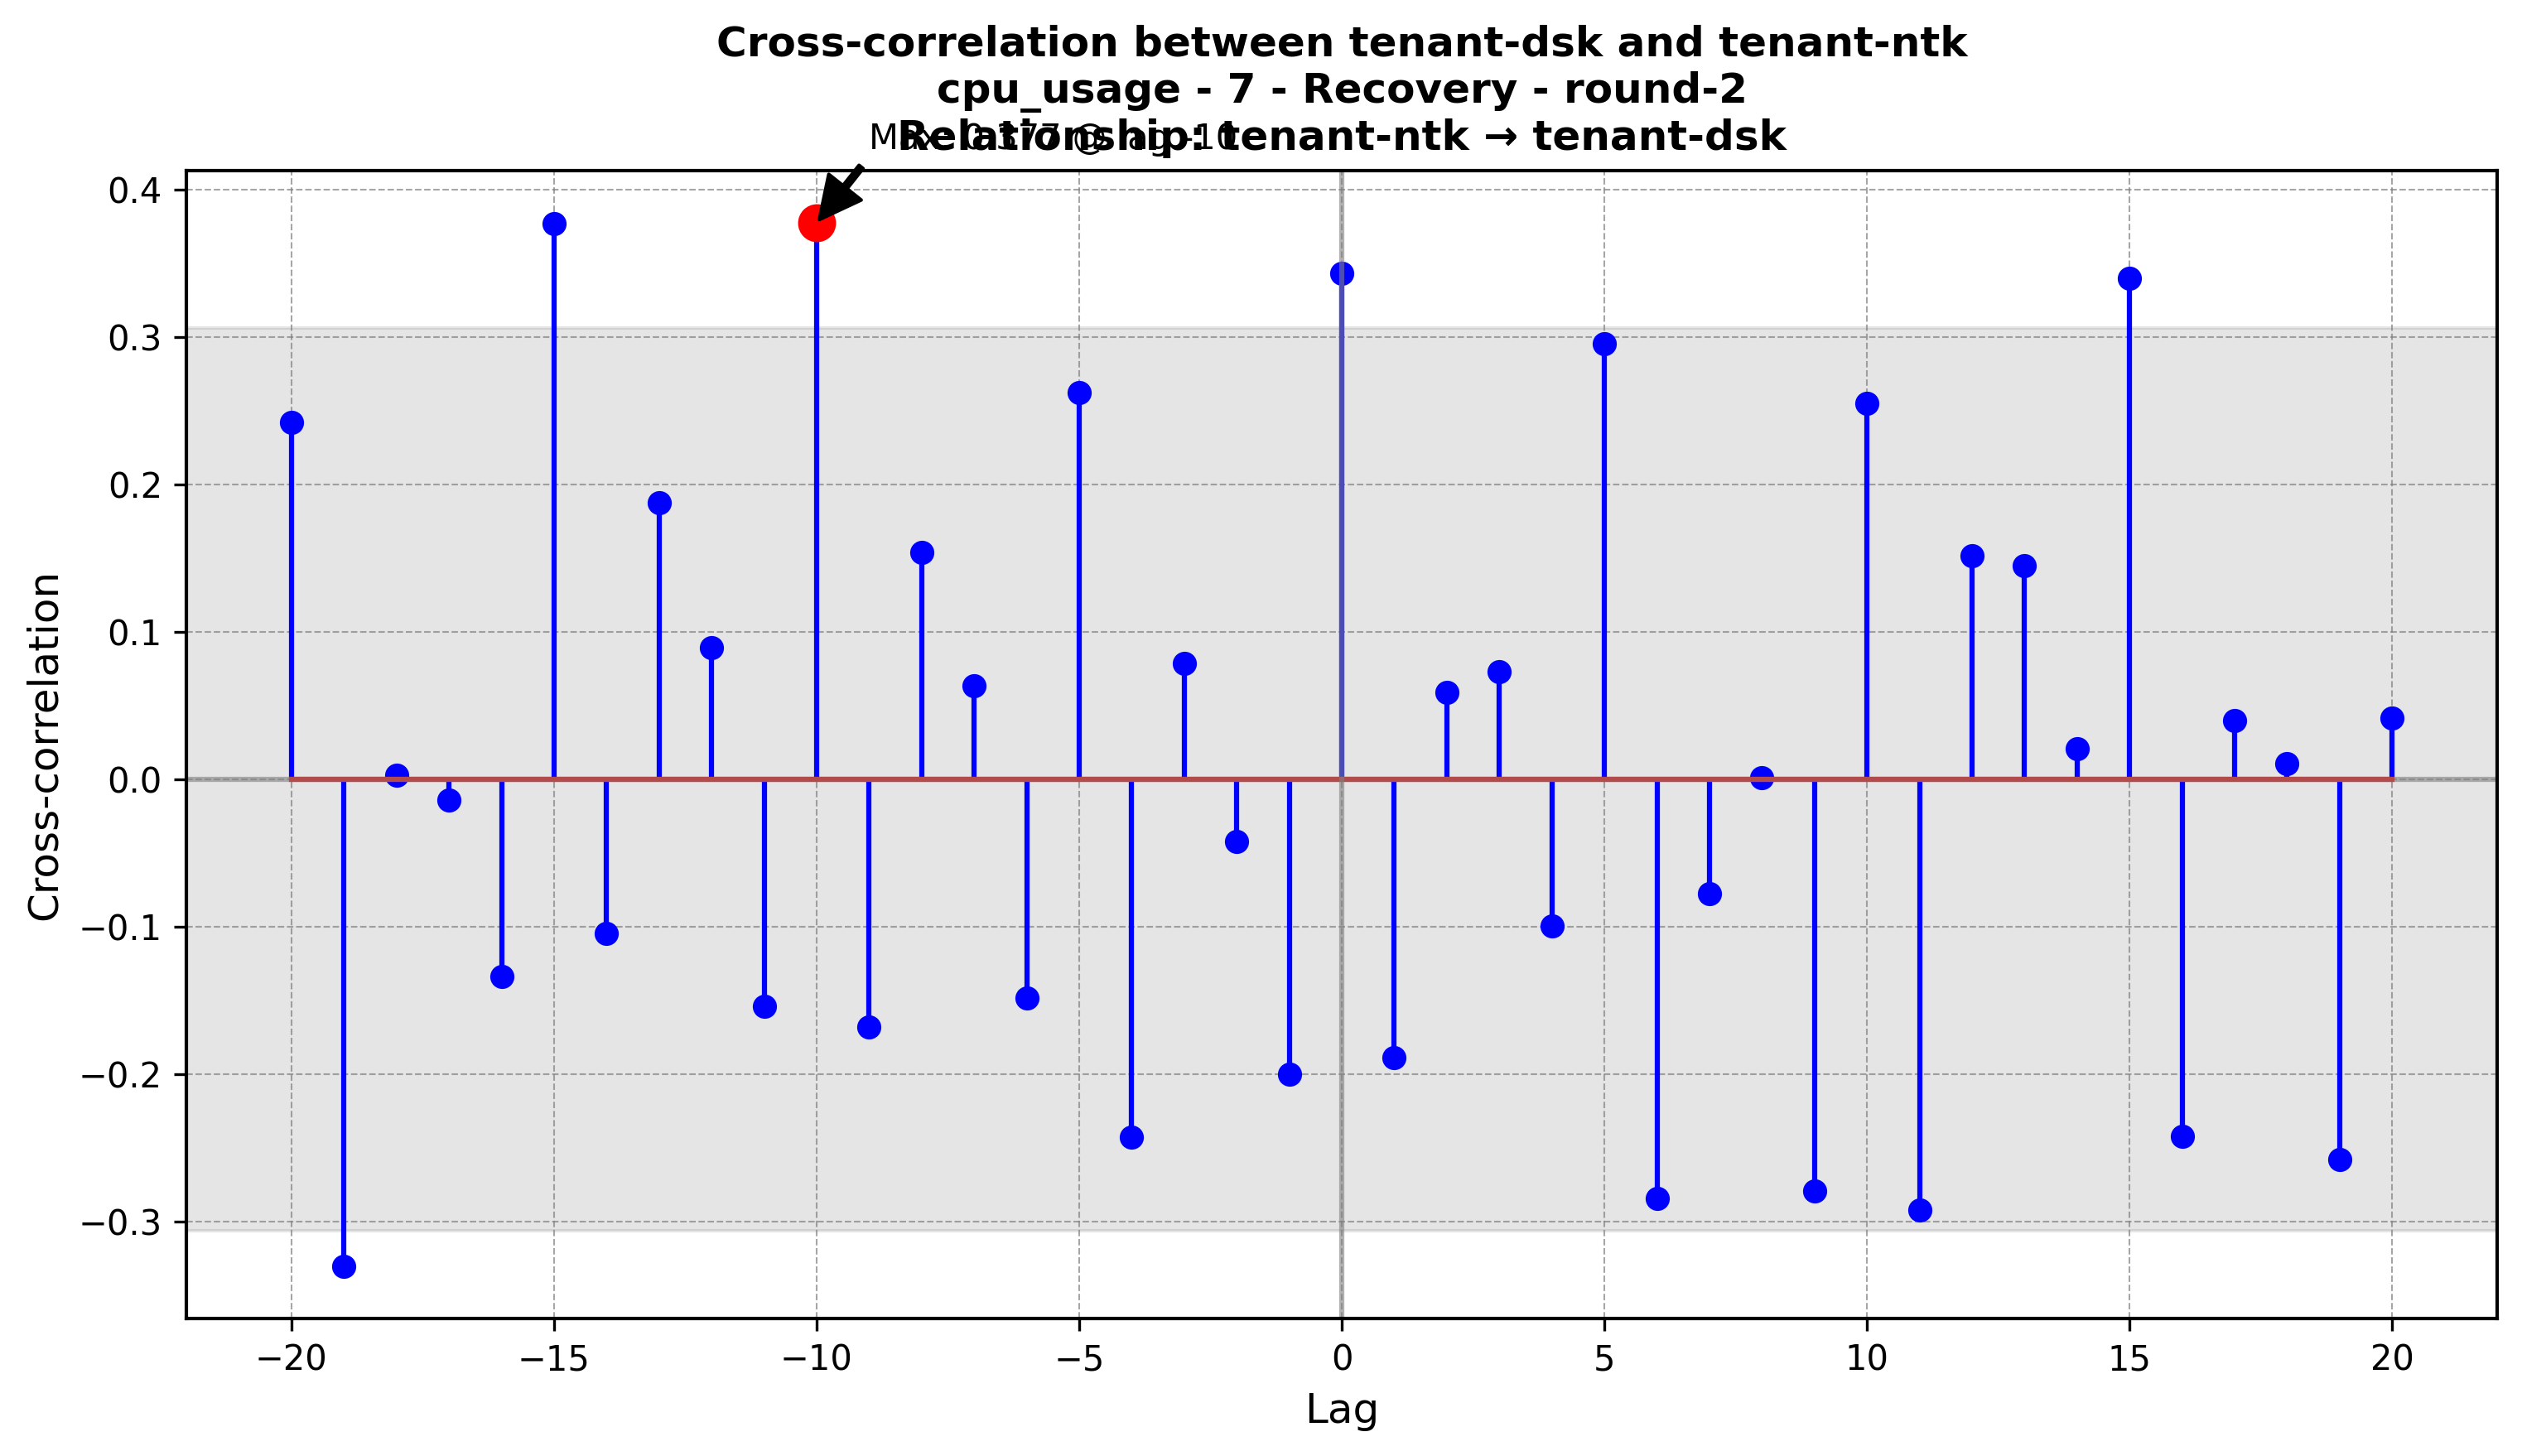 Cross-correlation between tenant-dsk and tenant-ntk
cpu_usage - 7 - Recovery - round-2
Relationship: tenant-ntk → tenant-dsk
Max: 0.377 @ lag -10
0.4
0.3
0.2
0.1
0.0
−0.1
−0.2
−0.3
Cross-correlation
−20
−15
−10
−5
0
5
10
15
20
Lag